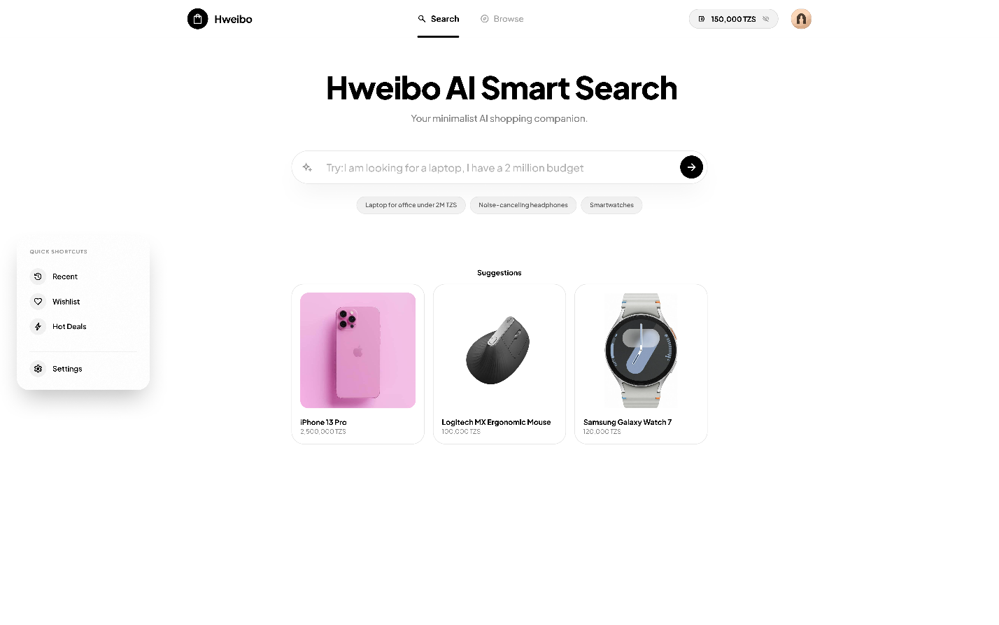 Hweibo
Search
Browse
150,000 TZS
Hweibo AI Smart Search
Your minimalist AI shopping companion.
Try:I am looking for a laptop, I have a 2 million budget
Laptop for office under 2M TZS
Noise-canceling headphones
Smartwatches
QUICK SHORTCUTS
Recent
Wishlist
Hot Deals
Settings
Suggestions
iPhone 13 Pro
2,500,000 TZS
Logitech MX Ergonomic Mouse
100,000 TZS
Samsung Galaxy Watch 7
120,000 TZS